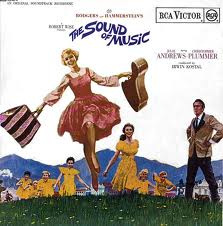 AN ORIGINAL SOUNDTRACK RECORDING
RODGERS and HAMMERSTEIN'S
ROBERT WISE
THE SOUND
OF MUSIC
RCA VICTOR
JULIE
CHRISTOPHER
ANDREWS PLUMMER
IRWIN KOSTAL